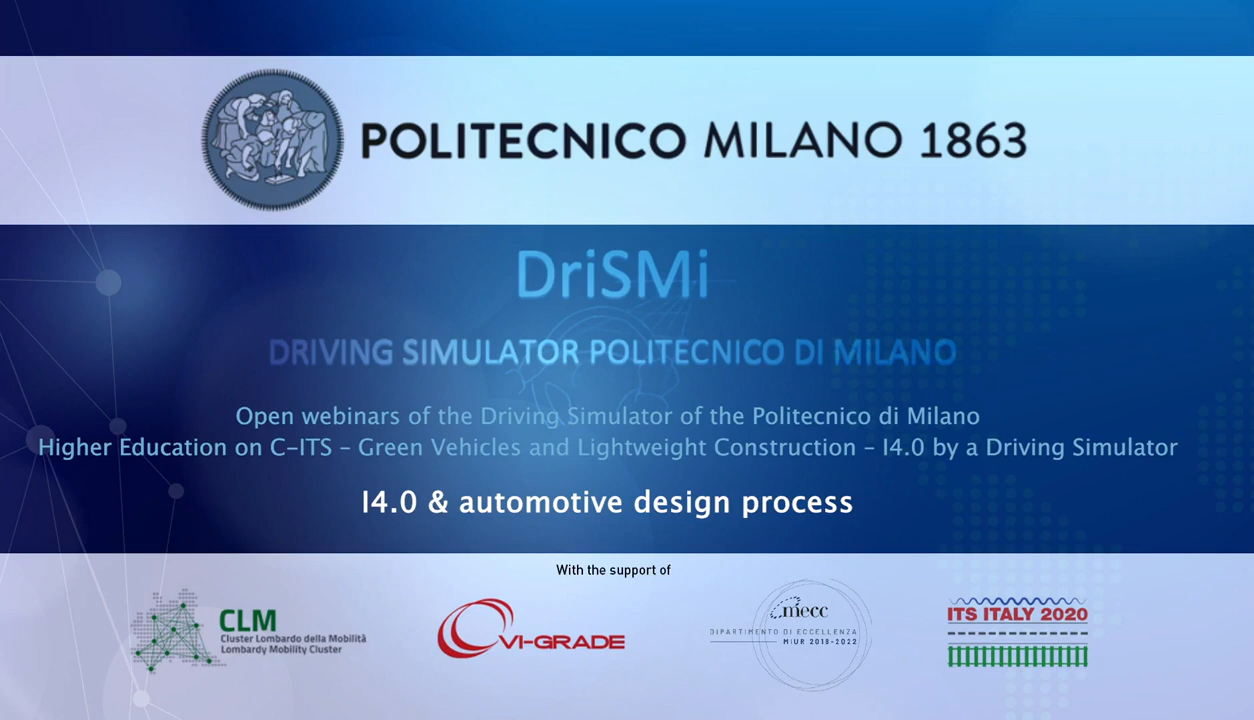 POLITECNICO MILANO 1863
DriSMi
DRIVING SIMULATOR POLITECNICO DI MILANO
Open webinars of the Driving Simulator of the Politecnico di Milano
Higher Education on C-ITS – Green Vehicles and Lightweight Construction – I4.0 by a Driving Simulator
I4.0 & automotive design process
With the support of
CLM
Cluster Lombardo della Mobilità
Lombardy Mobility Cluster
VI-GRADE
mecc
DIPARTIMENTO DI ECCELLENZA
MIUR 2018-2022
ITS ITALY 2020